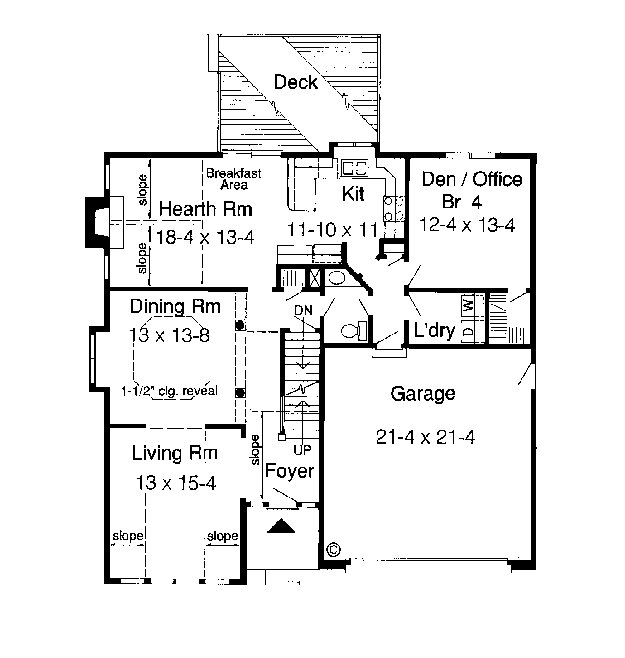 Deck
slope
Breakfast
Area
Hearth Rm
18-4 x 13-4
slope
Kit
11-10 x 11
Den / Office
Br 4
12-4 x 13-4
Dining Rm
13 x 13-8
1-1/2" clg. reveal
DN
L'dry
D W
Garage
21-4 x 21-4
Living Rm
13 x 15-4
slope
UP
Foyer
slope
slope
©